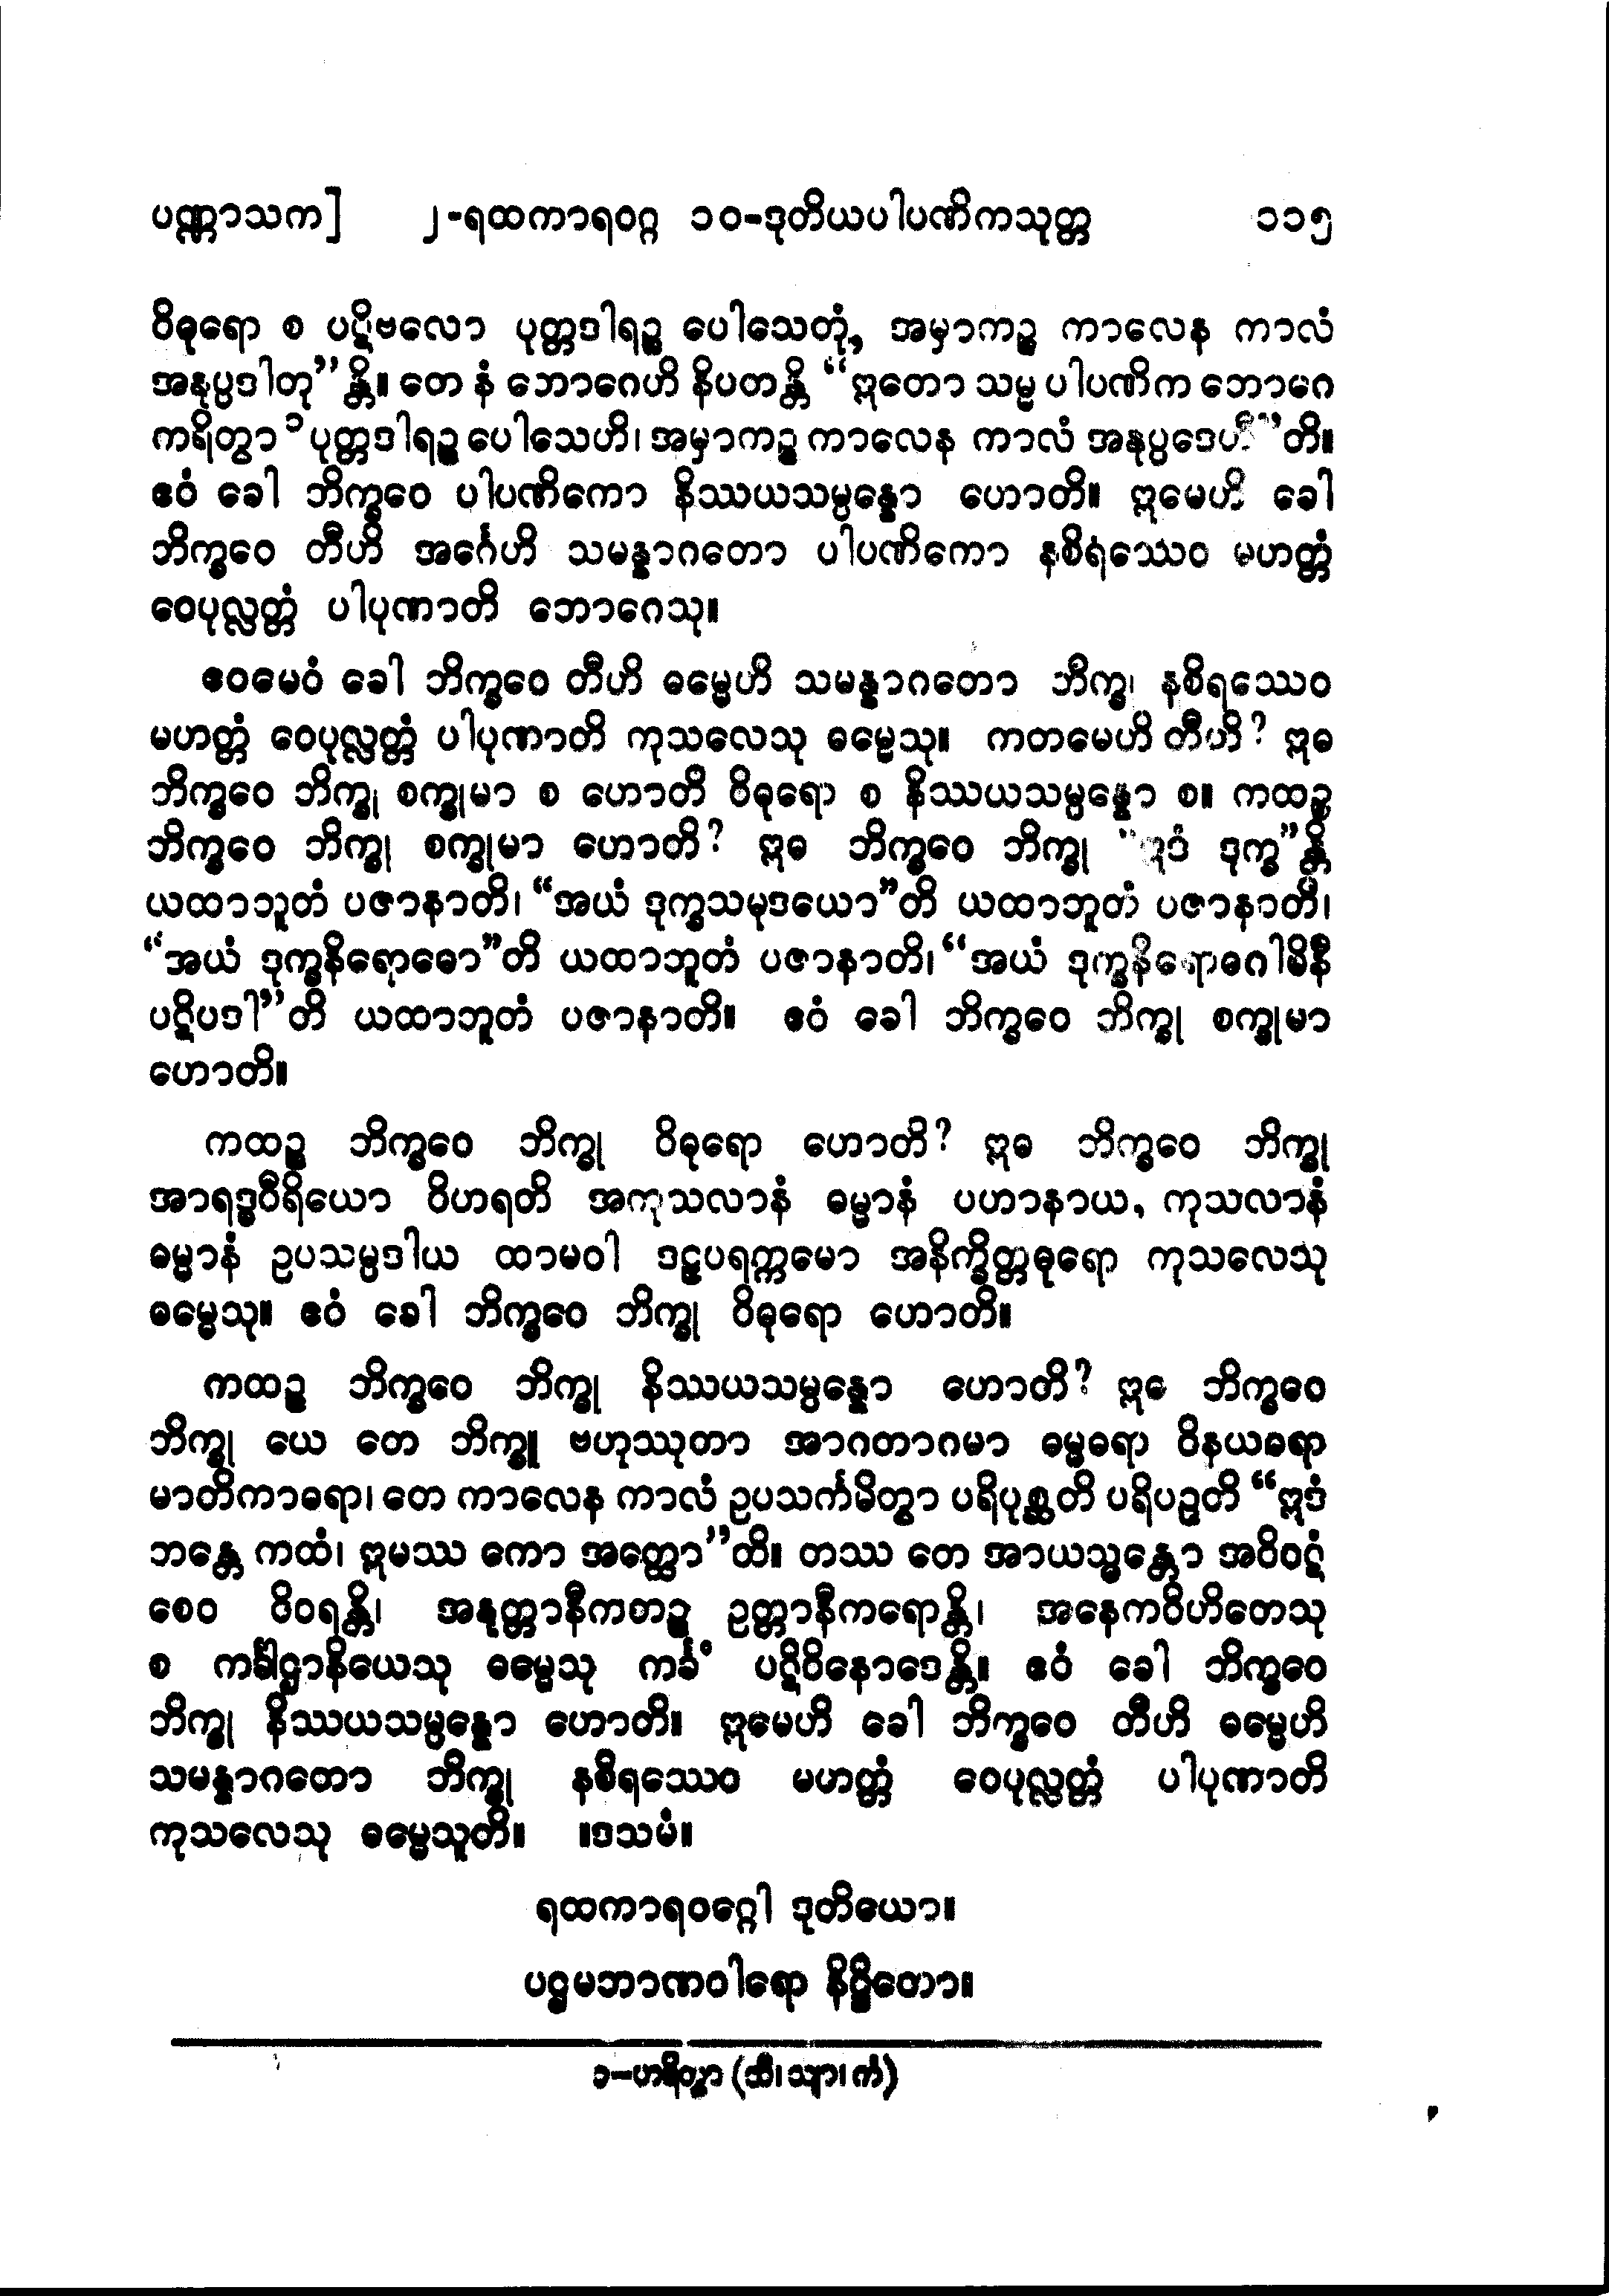 ပဏ္ဏာသက] ၂-ရထကာရဝဂ္ဂ ၁၀-ဒုတိယပါပဏိကသုတ္တ ၁၁၅
ဝိဓုရော စ ပဋိဗလော ပုတ္တဒါရဉ္စ ပေါသေတုံ, အမှာကဉ္စ ကာလေန ကာလံ
အနုပ္ပဒါတု”န္တိ။ တေ နံ ဘောဂေဟိ နိပတန္တိ “ဣတော သမ္မ ပါပဏိက ဘောဂေ
ကရိတွာ ၁ ပုတ္တဒါရဉ္စ ပေါသေဟိ၊ အမှာကဉ္စ ကာလေန ကာလံ အနုပ္ပဒေဟီ”တိ။
ဧဝံ ခေါ ဘိက္ခဝေ ပါပဏိကော နိဿယသမ္ပန္နော ဟောတိ။ ဣမေဟိ ခေါ
ဘိက္ခဝေ တီဟိ အင်္ဂေဟိ သမန္နာဂတော ပါပဏိကော နစိရဿေဝ မဟတ္တံ
ဝေပုလ္လတ္တံ ပါပုဏာတိ ဘောဂေသု။
ဧဝမေဝံ ခေါ ဘိက္ခဝေ တီဟိ ဓမ္မေဟိ သမန္နာဂတော ဘိက္ခု နစိရဿေဝ
မဟတ္တံ ဝေပုလ္လတ္တံ ပါပုဏာတိ ကုသလေသု ဓမ္မေသု။ ကတမေဟိ တီဟိ? ဣဓ
ဘိက္ခဝေ ဘိက္ခု စက္ခုမာ စ ဟောတိ ဝိဓုရော စ နိဿယသမ္ပန္နော စ။ ကထဉ္စ
ဘိက္ခဝေ ဘိက္ခု စက္ခုမာ ဟောတိ? ဣဓ ဘိက္ခဝေ ဘိက္ခု “ဣဒံ ဒုက္ခ”န္တိ
ယထာဘူတံ ပဇာနာတိ၊ “အယံ ဒုက္ခသမုဒယော”တိ ယထာဘူတံ ပဇာနာတိ၊
“အယံ ဒုက္ခနိရောဓော”တိ ယထာဘူတံ ပဇာနာတိ၊ “အယံ ဒုက္ခနိရောဓဂါမိနီ
ပဋိပဒါ”တိ ယထာဘူတံ ပဇာနာတိ။ ဧဝံ ခေါ ဘိက္ခဝေ ဘိက္ခု စက္ခုမာ
ဟောတိ။
ကထဉ္စ ဘိက္ခဝေ ဘိက္ခု ဝိဓုရော ဟောတိ? ဣဓ ဘိက္ခဝေ ဘိက္ခု
အာရဒ္ဓဝီရိယော ဝိဟရတိ အကုသလာနံ ဓမ္မာနံ ပဟာနာယ, ကုသလာနံ
ဓမ္မာနံ ဥပသမ္ပဒါယ ထာမဝါ ဒဠှပရက္ကမော အနိက္ခိတ္တဓုရော ကုသလေသု
ဓမ္မေသု။ ဧဝံ ခေါ ဘိက္ခဝေ ဘိက္ခု ဝိဓုရော ဟောတိ။
ကထဉ္စ ဘိက္ခဝေ ဘိက္ခု နိဿယသမ္ပန္နော ဟောတိ? ဣဓ ဘိက္ခဝေ
ဘိက္ခု ယေ တေ ဘိက္ခူ ဗဟုဿုတာ အာဂတာဂမာ ဓမ္မဓရာ ဝိနယဓရာ
မာတိကာဓရာ၊ တေ ကာလေန ကာလံ ဥပသင်္ကမိတွာ ပရိပုစ္ဆတိ ပရိပဉှတိ “ဣဒံ
ဘန္တေ ကထံ၊ ဣမဿ ကော အတ္ထော”တိ။ တဿ တေ အာယသ္မန္တော အဝိဝဋံ
စေဝ ဝိဝရန္တိ၊ အနုတ္တာနီကတဉ္စ ဥတ္တာနီကရောန္တိ၊ အနေကဝိဟိတေသု
စ ကင်္ခါဋ္ဌာနိယေသု ဓမ္မေသု ကင်္ခံ ပဋိဝိနောဒေန္တိ။ ဧဝံ ခေါ ဘိက္ခဝေ
ဘိက္ခု နိဿယသမ္ပန္နော ဟောတိ။ ဣမေဟိ ခေါ ဘိက္ခဝေ တီဟိ ဓမ္မေဟိ
သမန္နာဂတော ဘိက္ခု နစိရဿေဝ မဟတ္တံ ဝေပုလ္လတ္တံ ပါပုဏာတိ
ကုသလေသု ဓမ္မေသူတိ။ ။ဒသမံ။
ရထကာရဝဂ္ဂေါ ဒုတိယော။
ပဌမဘာဏဝါရော နိဋ္ဌိတော။
၁-ဟရိတွာ (သီ၊ သျာ၊ ကံ)